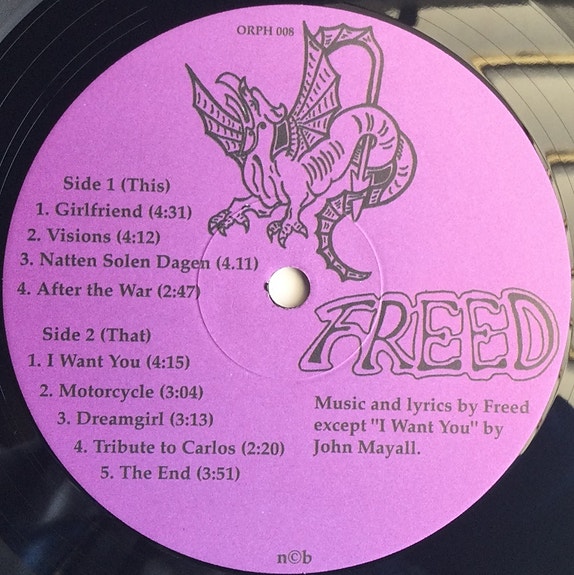 ORPH 008
Side 1 (This)
1. Girlfriend (4:31)
2. Visions (4:12)
3. Natten Solen Dagen (4.11)
4. After the War (2:47)
Side 2 (That)
1. I Want You (4:15)
2. Motorcycle (3:04)
3. Dreamgirl (3:13)
4. Tribute to Carlos (2:20)
5. The End (3:51)
FREED
Music and lyrics by Freed
except "I Want You" by
John Mayall.
n©b